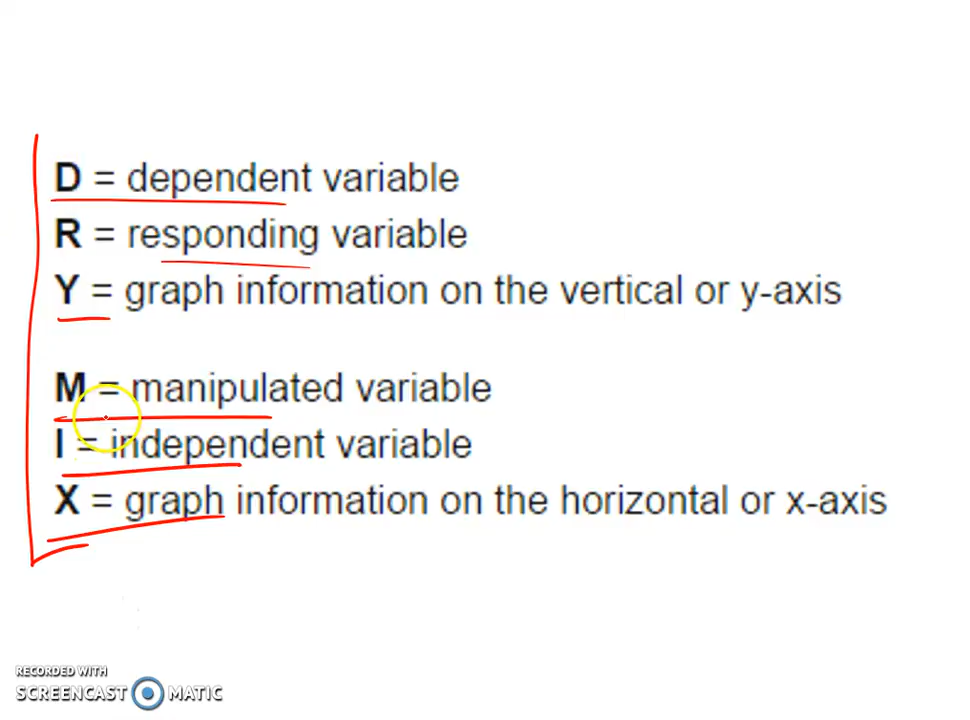 D = dependent variable
R = responding variable
Y = graph information on the vertical or y-axis
M = manipulated variable
I = independent variable
X = graph information on the horizontal or x-axis
RECORDED WITH
SCREENCAST MATIC